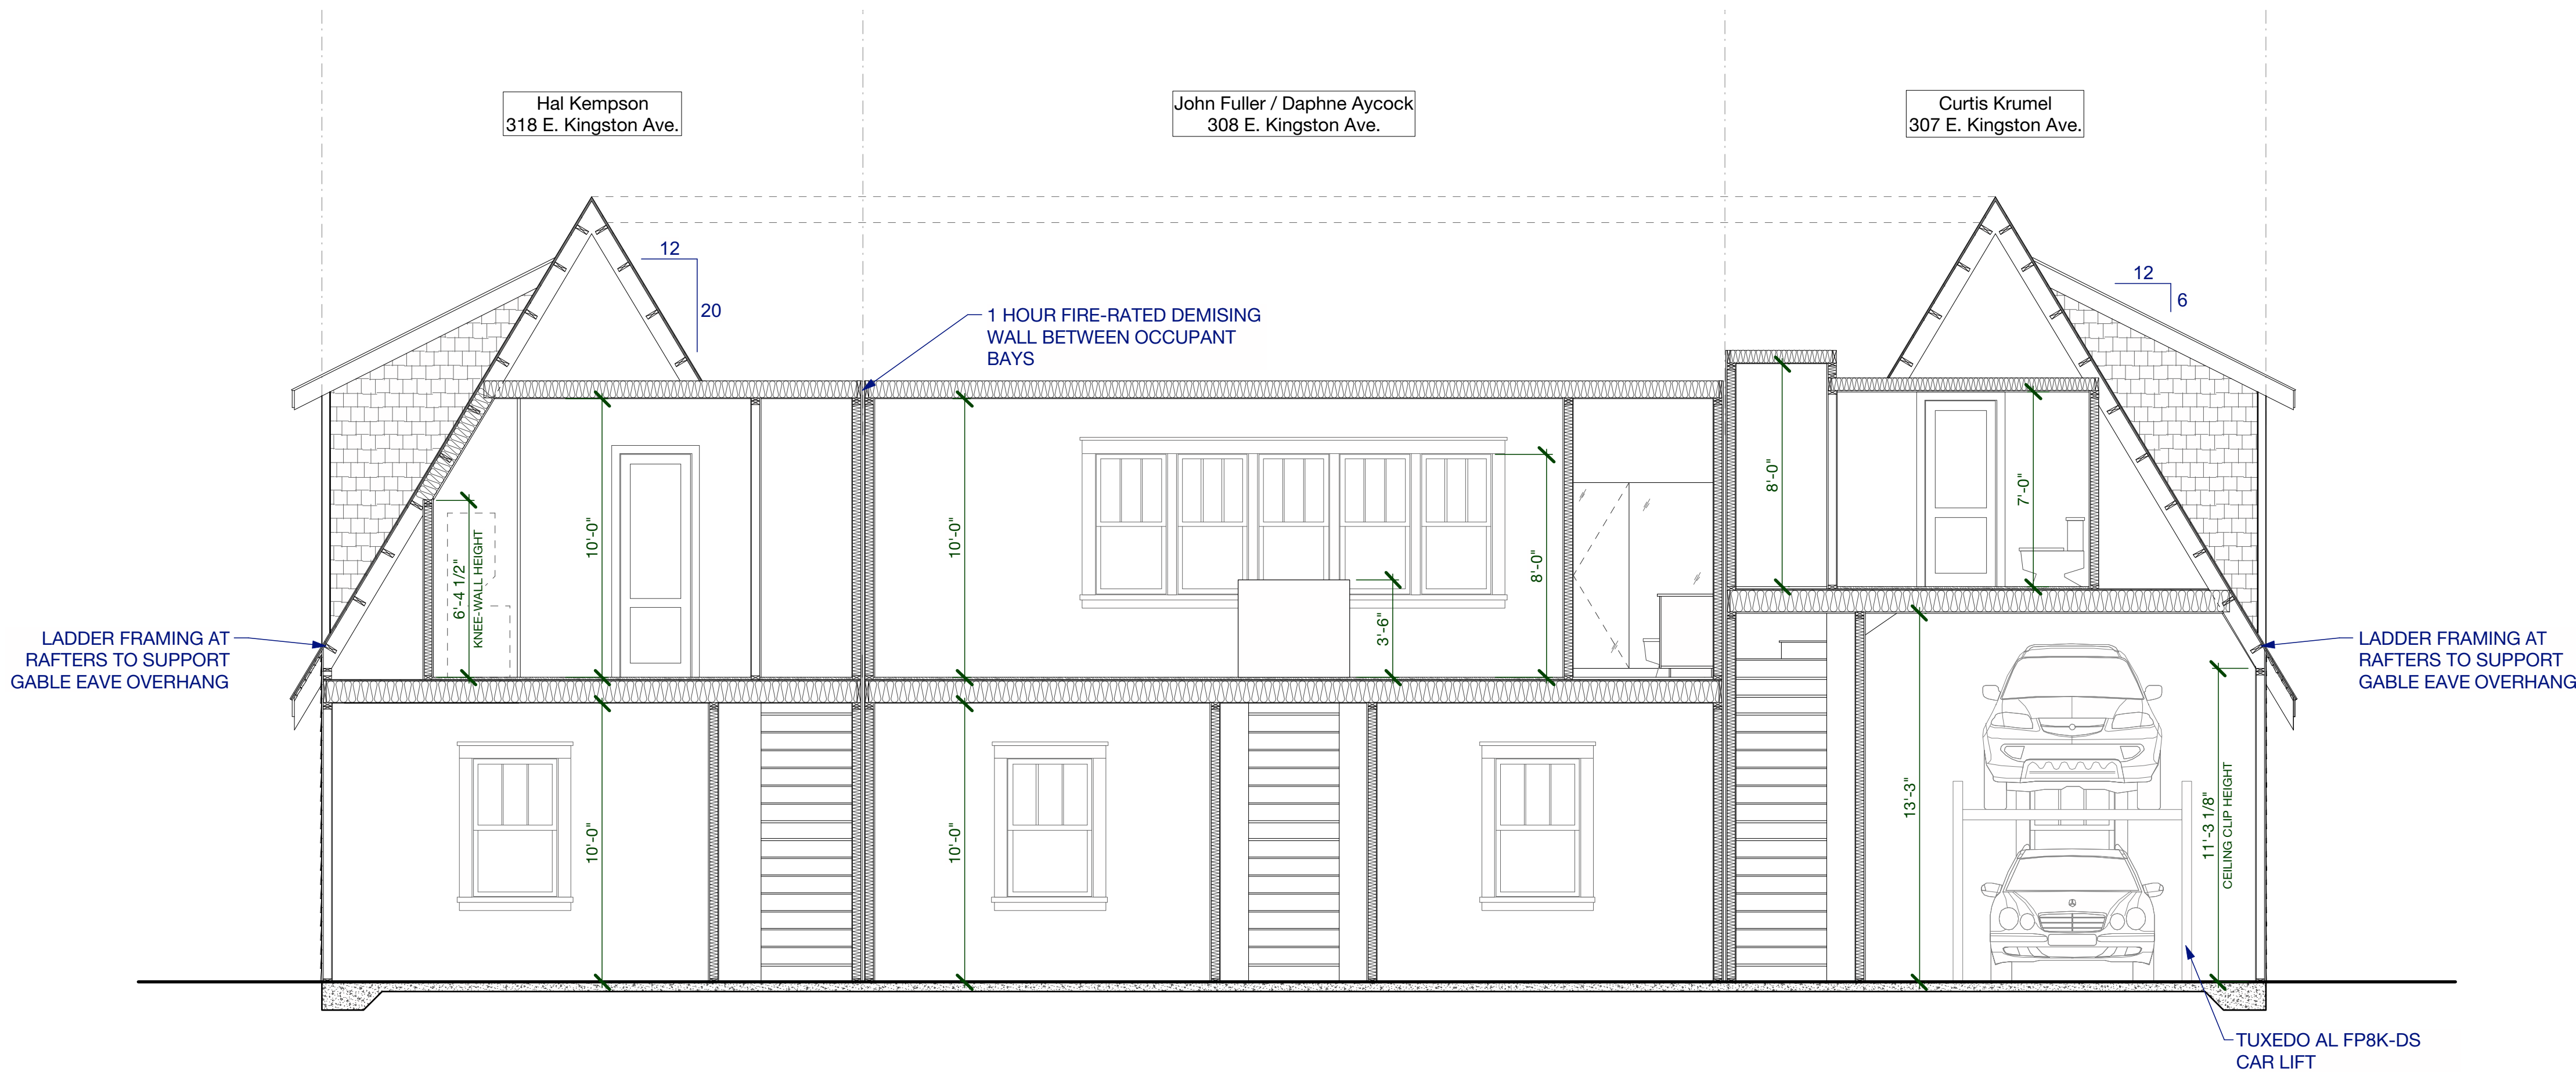 Hal Kempson
318 E. Kingston Ave.
John Fuller / Daphne Aycock
308 E. Kingston Ave.
Curtis Krumel
307 E. Kingston Ave.
12
20
12
6
1 HOUR FIRE-RATED DEMISING
WALL BETWEEN OCCUPANT
BAYS
LADDER FRAMING AT
RAFTERS TO SUPPORT
GABLE EAVE OVERHANG
6'-4 1/2"
KNEE-WALL HEIGHT
10'-0"
10'-0"
3'-6"
8'-0"
8'-0"
7'-0"
LADDER FRAMING AT
RAFTERS TO SUPPORT
GABLE EAVE OVERHANG
10'-0"
10'-0"
13'-3"
11'-3 1/8"
CEILING CLIP HEIGHT
TUXEDO AL FP8K-DS
CAR LIFT